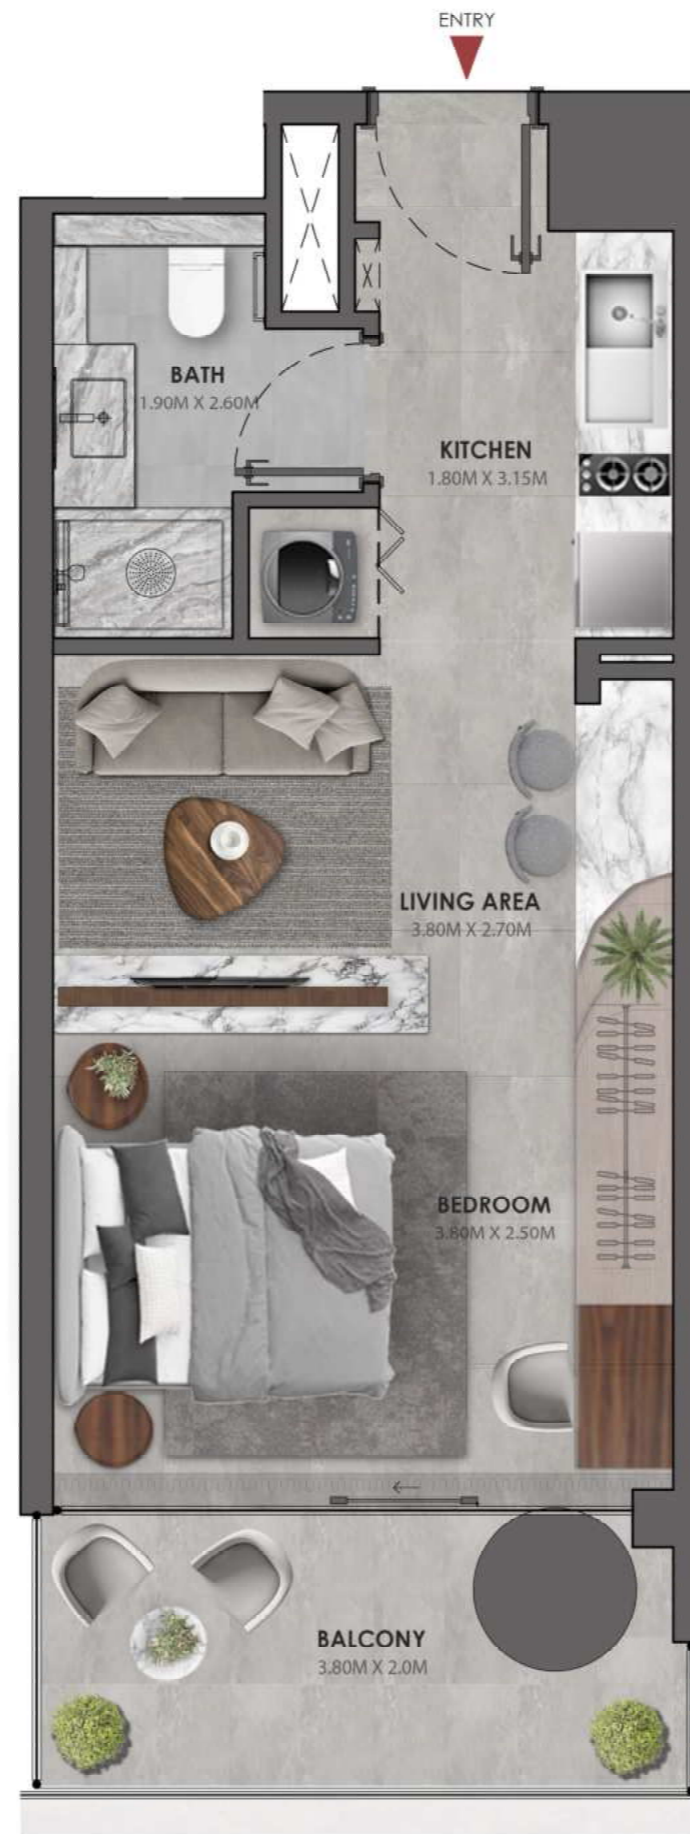 ENTRY
BATH
1.90M X 2.60M
KITCHEN
1.80M X 3.15M
LIVING AREA
3.80M X 2.70M
BEDROOM
3.80M X 2.50M
BALCONY
3.80M X 2.0M